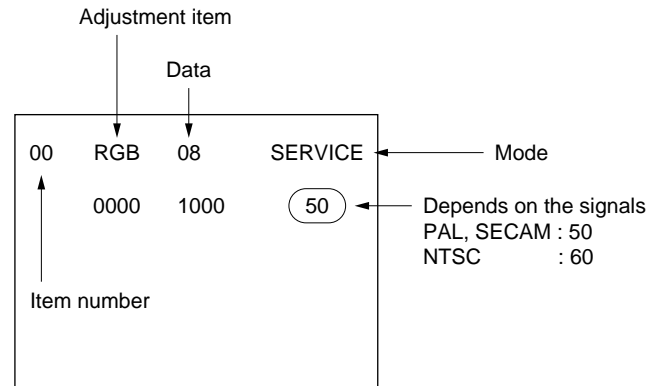 Adjustment item
Data
00 RGB 08 SERVICE
Mode
0000 1000 50
Depends on the signals
PAL, SECAM : 50
NTSC : 60
Item number